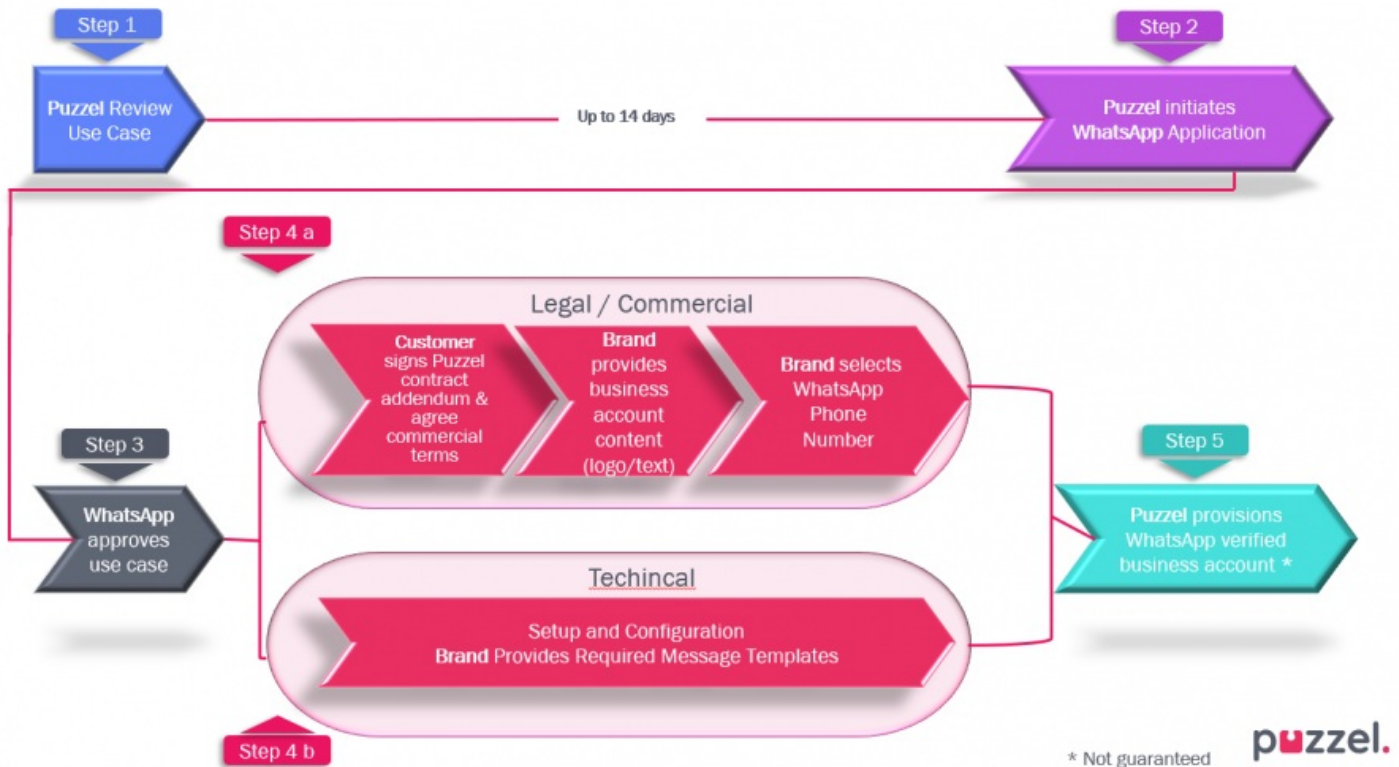 Step 1
Puzzel Review
Use Case
Up to 14 days
Step 2
Puzzel initiates
WhatsApp Application
Step 3
WhatsApp
approves
use case
Step 4 a
Legal / Commercial
Customer
signs Puzzel
contract
addendum &
agree
commercial
terms
Brand
provides
business
account
content
(logo/text)
Brand selects
WhatsApp
Phone
Number
Techincal
Setup and Configuration
Brand Provides Required Message Templates
Step 4 b
Step 5
Puzzel provisions
WhatsApp verified
business account *
* Not guaranteed
puzzel.